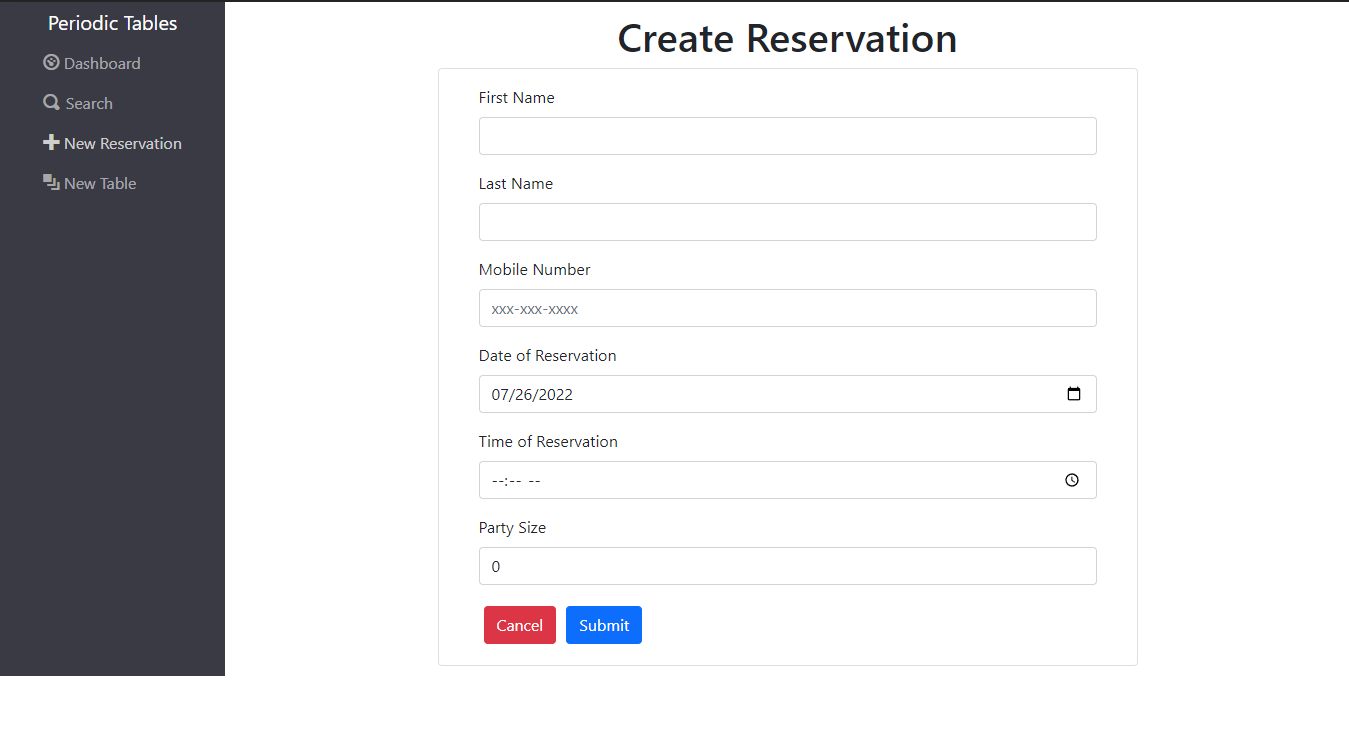 Periodic Tables
Dashboard
Search
New Reservation
New Table
Create Reservation
First Name
Last Name
Mobile Number
xxx-xxx-xxxx
Date of Reservation
07/26/2022
Time of Reservation
--:-- --
Party Size
0
Cancel Submit